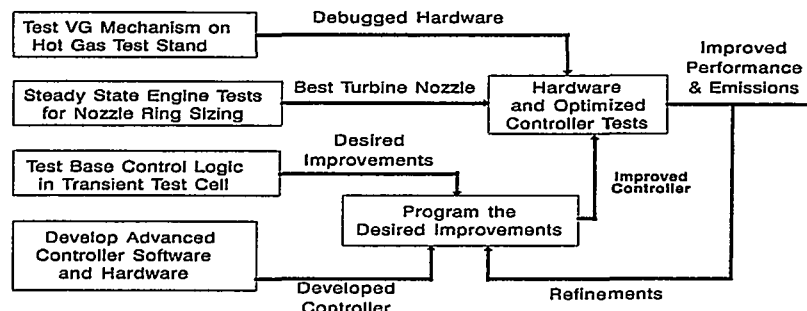 Test VG Mechanism on
Hot Gas Test Stand
Debugged Hardware
Steady State Engine Tests
for Nozzle Ring Sizing
Best Turbine Nozzle
Hardware
and Optimized
Controller Tests
Improved
Performance
& Emissions
Test Base Control Logic
in Transient Test Cell
Desired
Improvements
Improved
Controller
Program the
Desired Improvements
Develop Advanced
Controller Software
and Hardware
Developed
Controller
Refinements